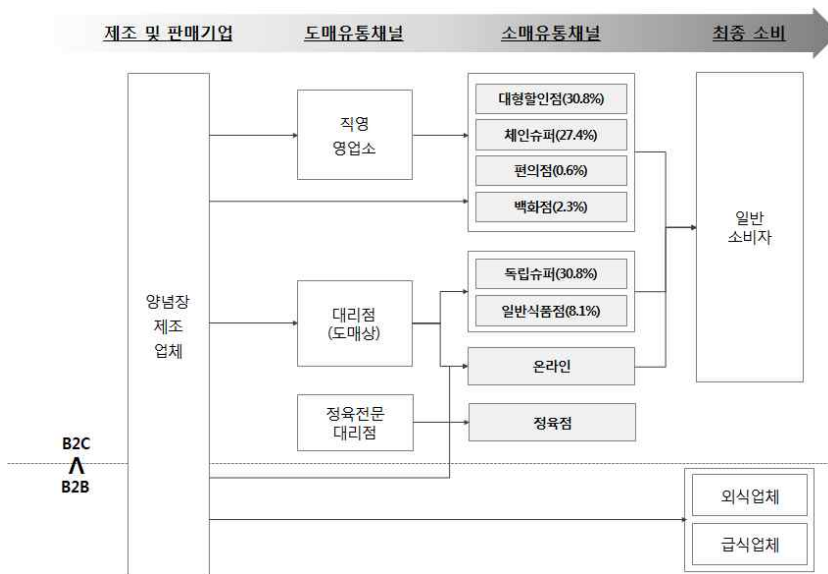 제조 및 판매기업
도매유통채널
소매유통채널
최종 소비
양념장
제조
업체
직영
영업소
대형할인점(30.8%)
체인슈퍼(27.4%)
편의점(0.6%)
백화점(2.3%)
일반
소비자
대리점
(도매상)
독립슈퍼(30.8%)
일반식품점(8.1%)
온라인
정육전문
대리점
정육점
B2C
B2B
외식업체
급식업체